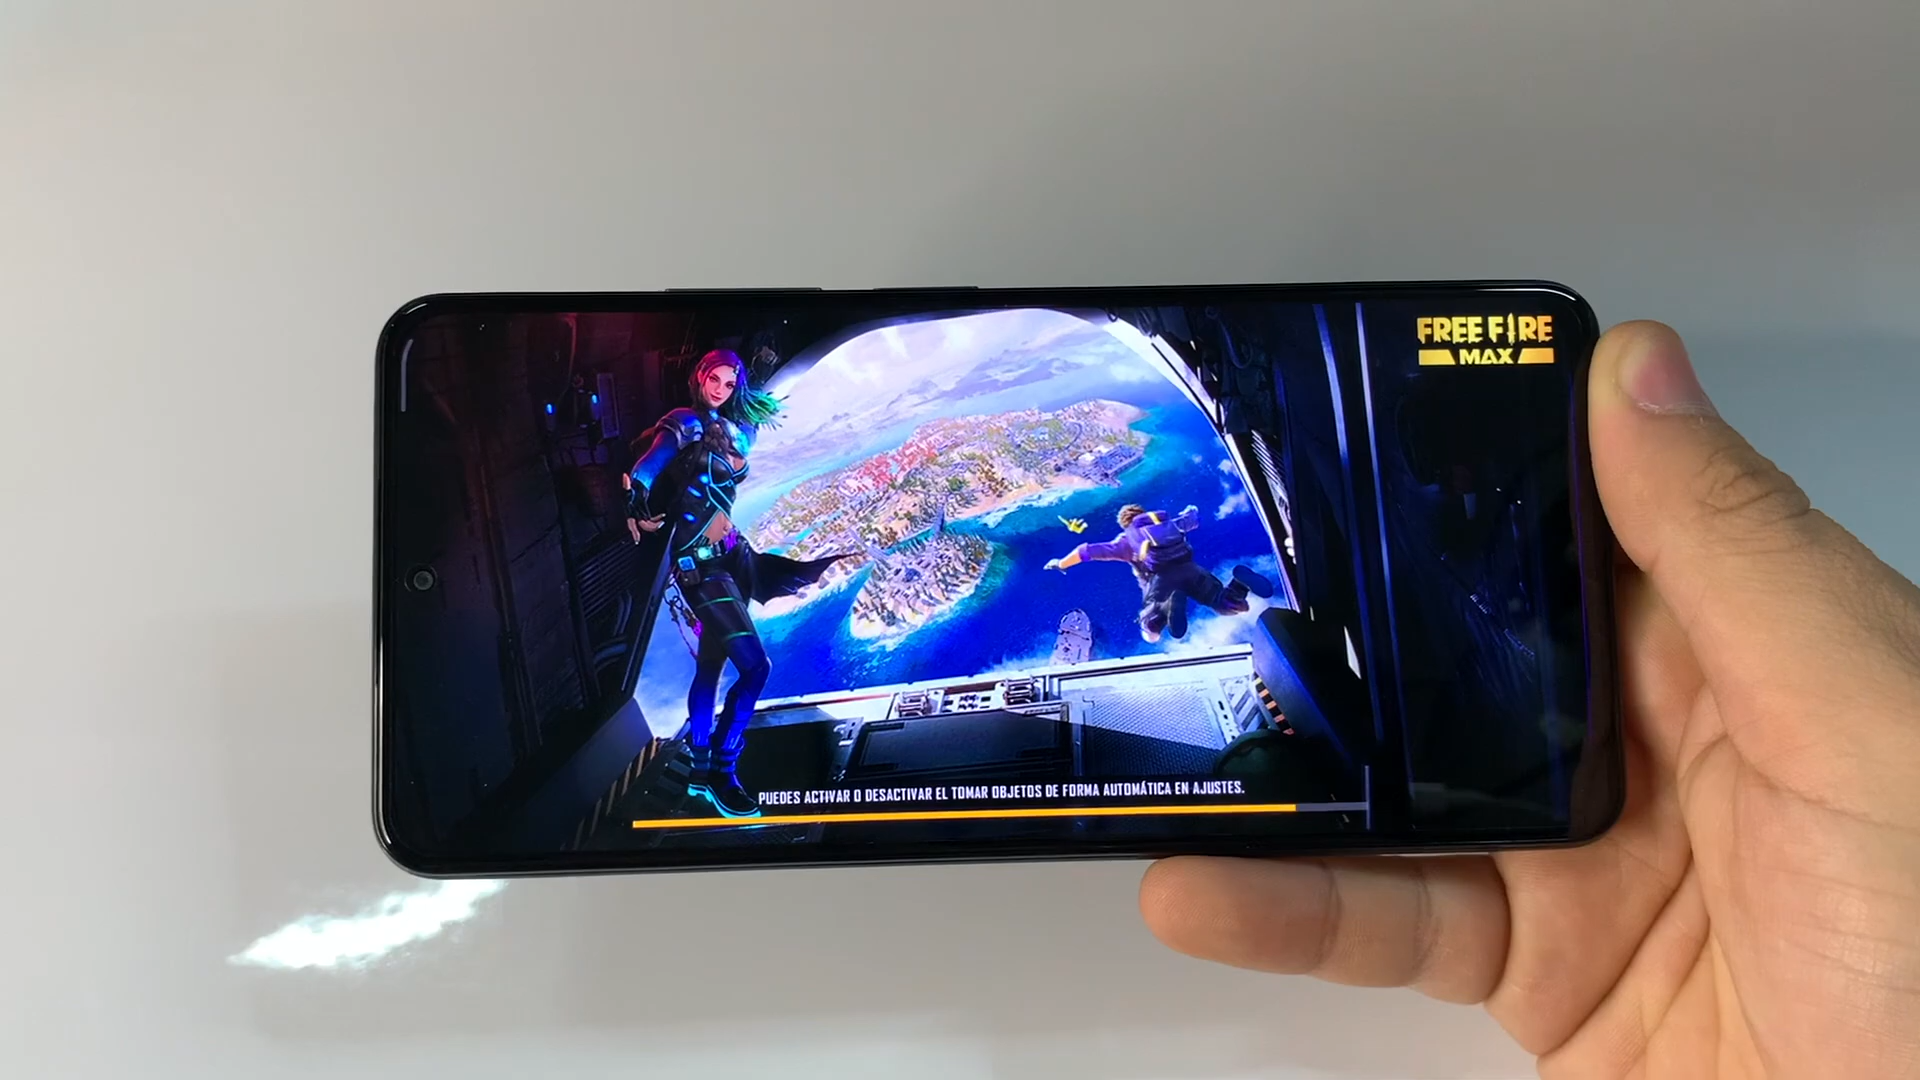 FREE FIRE
MAX
PUEDES ACTIVAR O DESACTIVAR EL TOMAR OBJETOS DE FORMA AUTOMÁTICA EN AJUSTES.